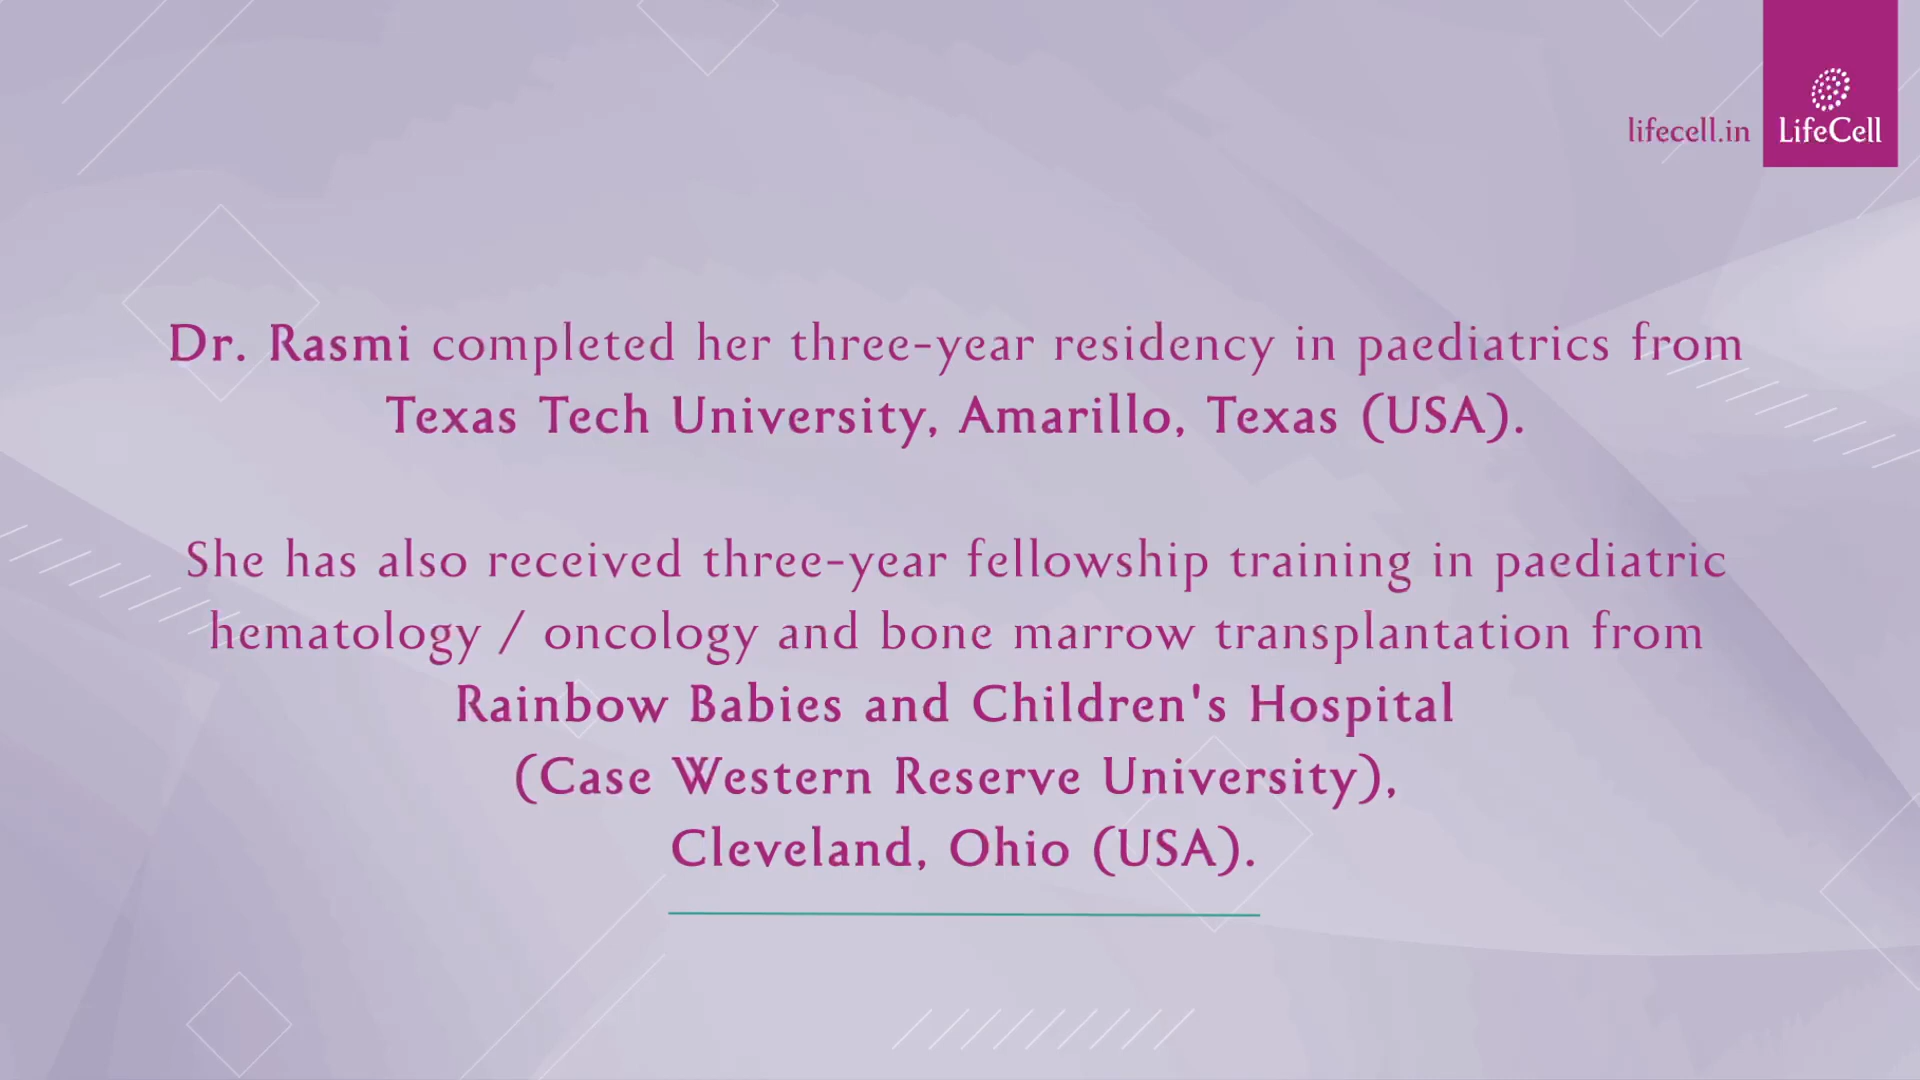 lifecell.in
LifeCell
Dr. Rasmi completed her three-year residency in paediatrics from
Texas Tech University, Amarillo, Texas (USA).
She has also received three-year fellowship training in paediatric
hematology / oncology and bone marrow transplantation from
Rainbow Babies and Children's Hospital
(Case Western Reserve University),
Cleveland, Ohio (USA).